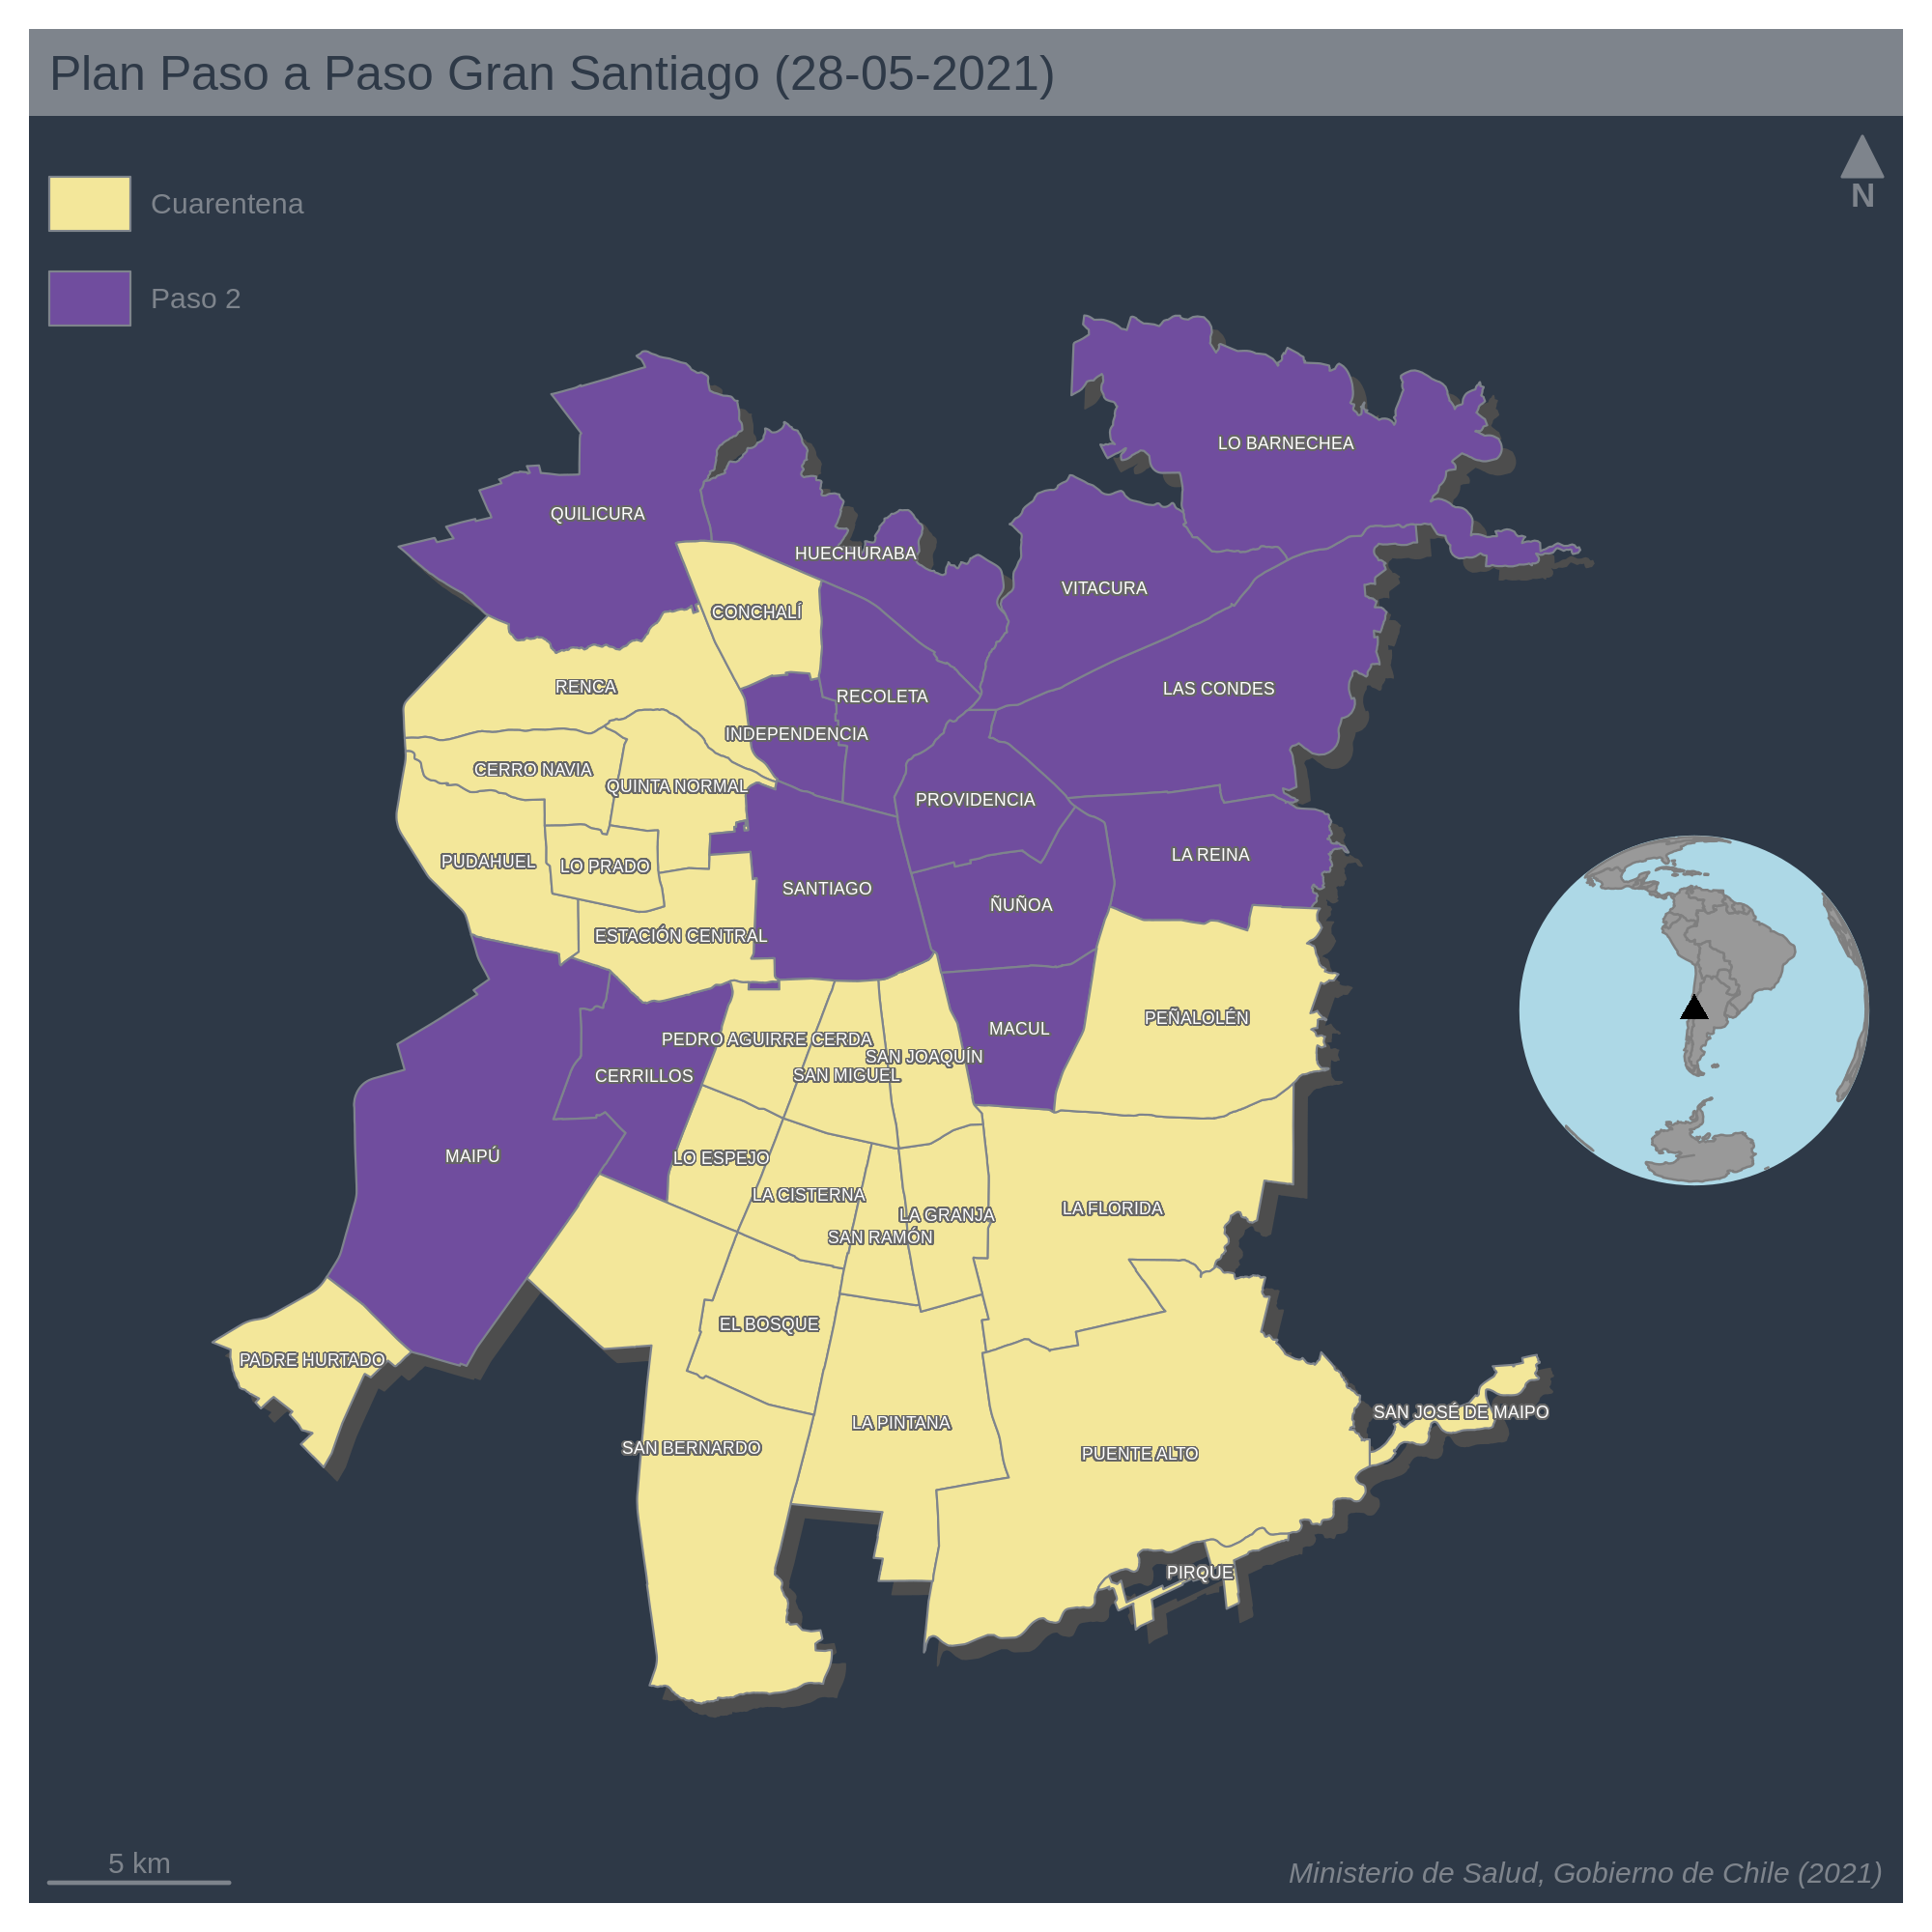 Plan Paso a Paso Gran Santiago (28-05-2021)
N
Cuarentena
Paso 2
LO BARNECHEA
QUILICURA
HUECHURABA
VITACURA
CONCHALÍ
RENCA
LAS CONDES
RECOLETA
INDEPENDENCIA
CERRO NAVIA
QUINTA NORMAL
PROVIDENCIA
LA REINA
PUDAHUEL
LO PRADO
SANTIAGO
ÑUÑOA
ESTACIÓN CENTRAL
PEÑALOLÉN
MACUL
PEDRO AGUIRRE CERDA
SAN JOAQUÍN
CERRILLOS
SAN MIGUEL
MAIPÚ
LO ESPEJO
LA CISTERNA
LA FLORIDA
LA GRANJA
SAN RAMÓN
EL BOSQUE
PADRE HURTADO
SAN JOSÉ DE MAIPO
LA PINTANA
SAN BERNARDO
PUENTE ALTO
PIRQUE
5 km
Ministerio de Salud, Gobierno de Chile (2021)